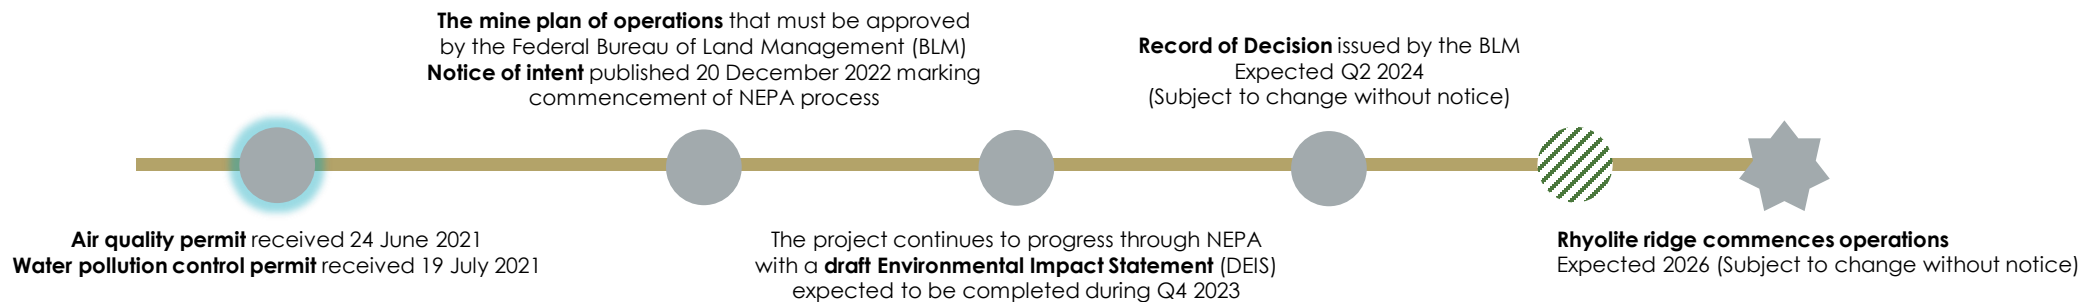 The mine plan of operations that must be approved
by the Federal Bureau of Land Management (BLM)
Notice of intent published 20 December 2022 marking
commencement of NEPA process
Record of Decision issued by the BLM
Expected Q2 2024
(Subject to change without notice)
Air quality permit received 24 June 2021
Water pollution control permit received 19 July 2021
The project continues to progress through NEPA
with a draft Environmental Impact Statement (DEIS)
expected to be completed during Q4 2023
Rhyolite ridge commences operations
Expected 2026 (Subject to change without notice)